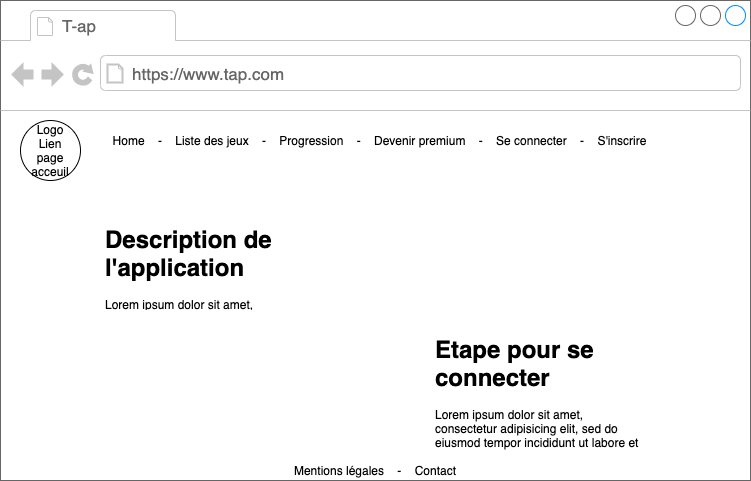 T-ap
https://www.tap.com
Logo
Lien
page
acceuil
Home - Liste des jeux - Progression - Devenir premium - Se connecter - S'inscrire
Description de
l'application
Lorem ipsum dolor sit amet,
Etape pour se
connecter
Lorem ipsum dolor sit amet,
consectetur adipisicing elit, sed do
eiusmod tempor incididunt ut labore et
Mentions légales - Contact